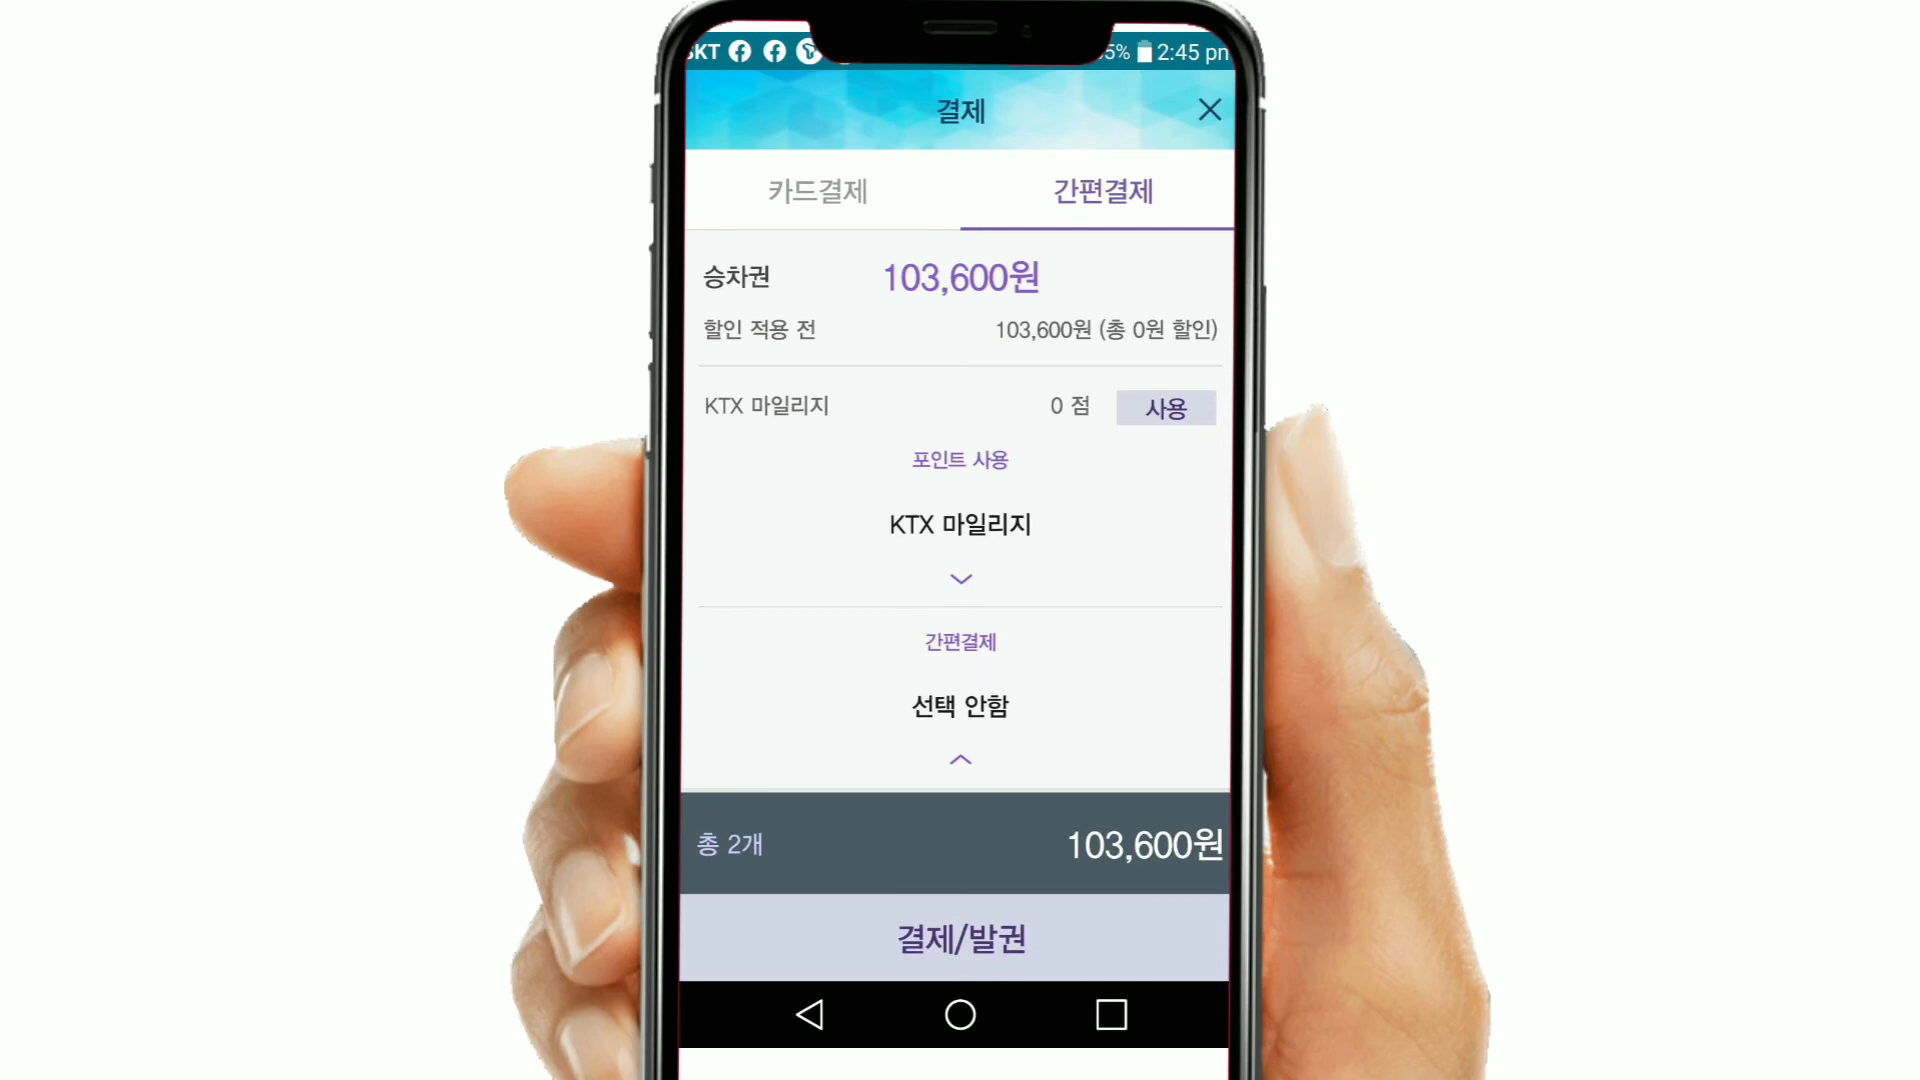 5% 2:45 pm
결제
카드결제 간편결제
승차권 103,600원
할인 적용 전 103,600원 (총 0원 할인)
KTX 마일리지 0 점 사용
포인트 사용
KTX 마일리지
간편결제
선택 안함
총 2개 103,600원
결제/발권